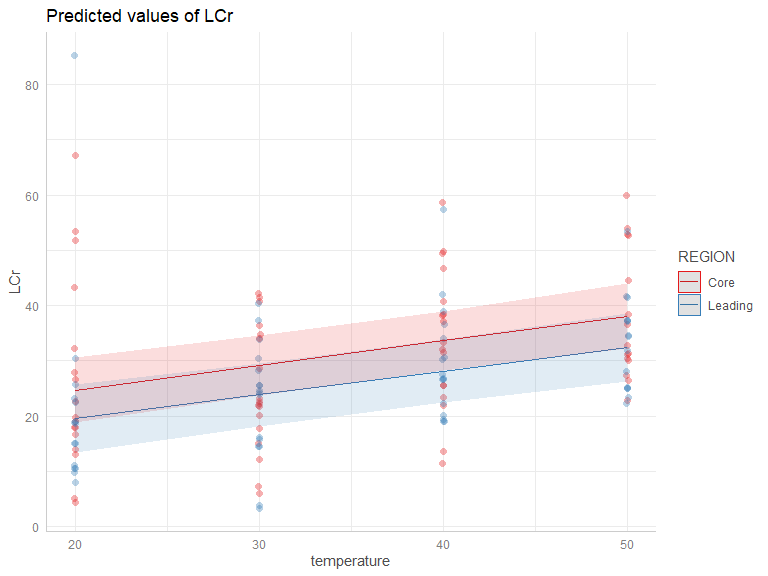 Predicted values of LCr
80
60
40
20
0
LCr
20 30 40 50
temperature
REGION
Core
Leading